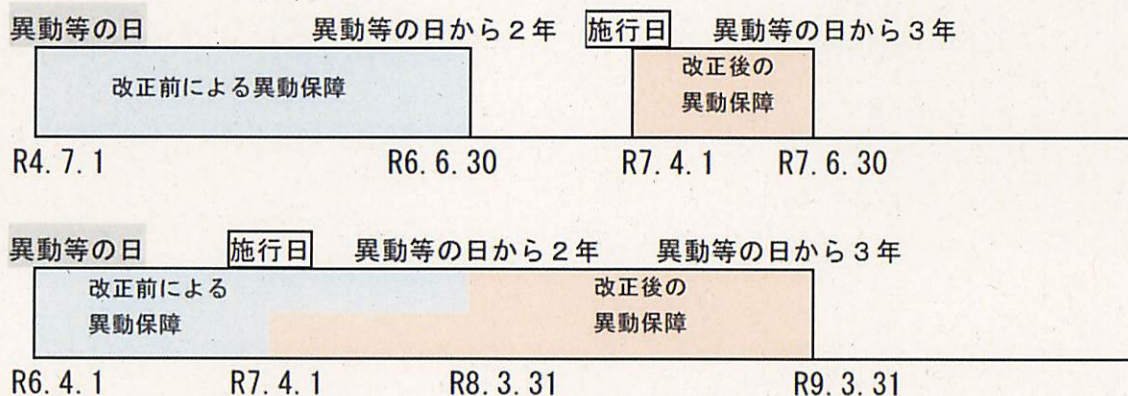 異動等の日 異動等の日から2年 施行日 異動等の日から3年
改正前による異動保障
改正後の
異動保障
R4.7.1 R6.6.30 R7.4.1 R7.6.30
異動等の日 施行日 異動等の日から2年 異動等の日から3年
改正前による
異動保障
改正後の
異動保障
R6.4.1 R7.4.1 R8.3.31 R9.3.31